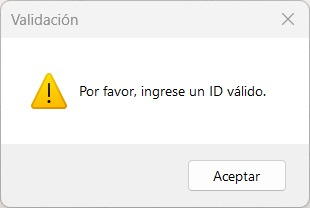 Validación
Por favor, ingrese un ID válido.
Aceptar